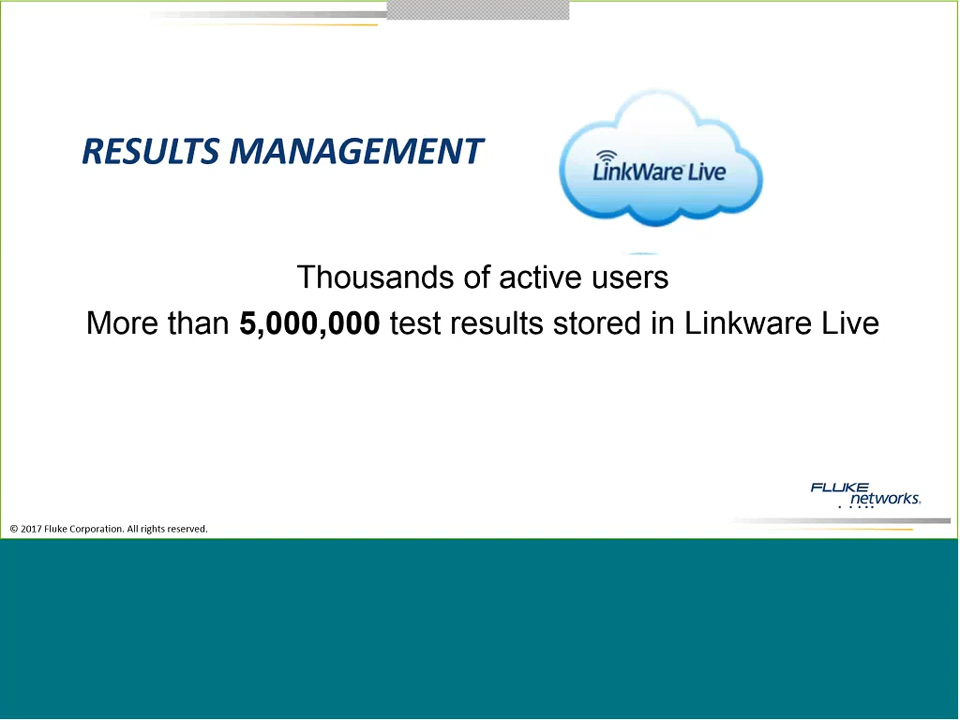 RESULTS MANAGEMENT
LinkWare™ Live
Thousands of active users
More than 5,000,000 test results stored in Linkware Live
FLUKE
networks.
© 2017 Fluke Corporation. All rights reserved.